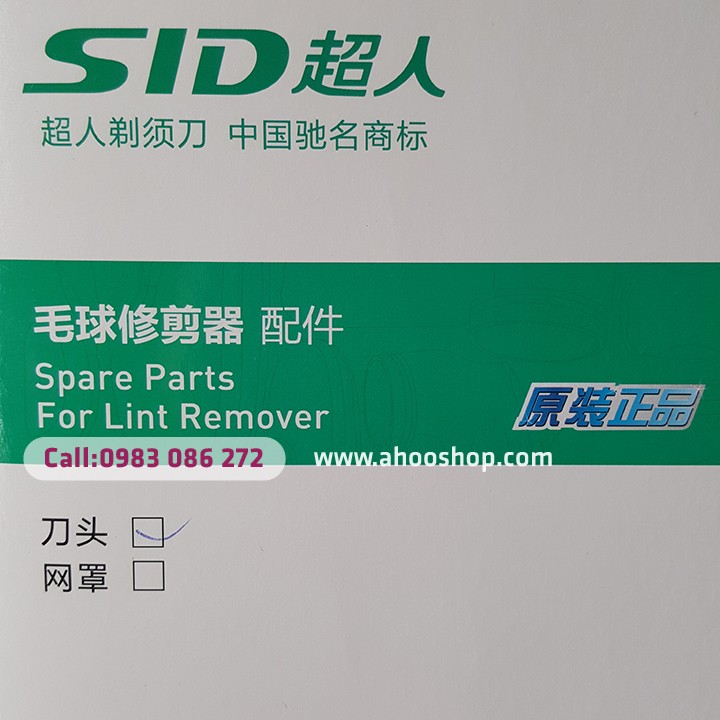 SID超人
超人剃须刀 中国驰名商标
毛球修剪器 配件
Spare Parts
For Lint Remover
原装正品
Call:0983 086 272 www.ahooshop.com
刀头
网罩